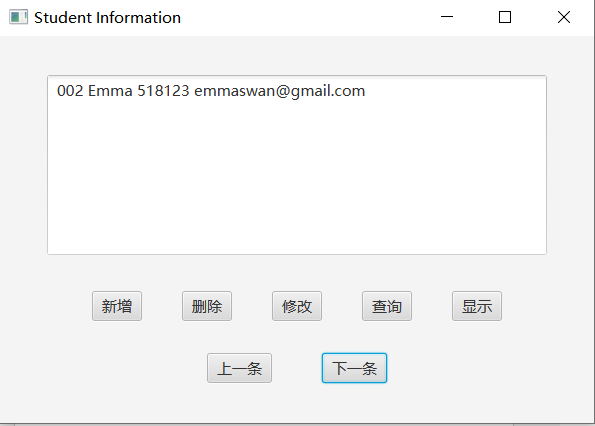 Student Information
002 Emma 518123 emmaswan@gmail.com
新增 删除 修改 查询 显示
上一条 下一条